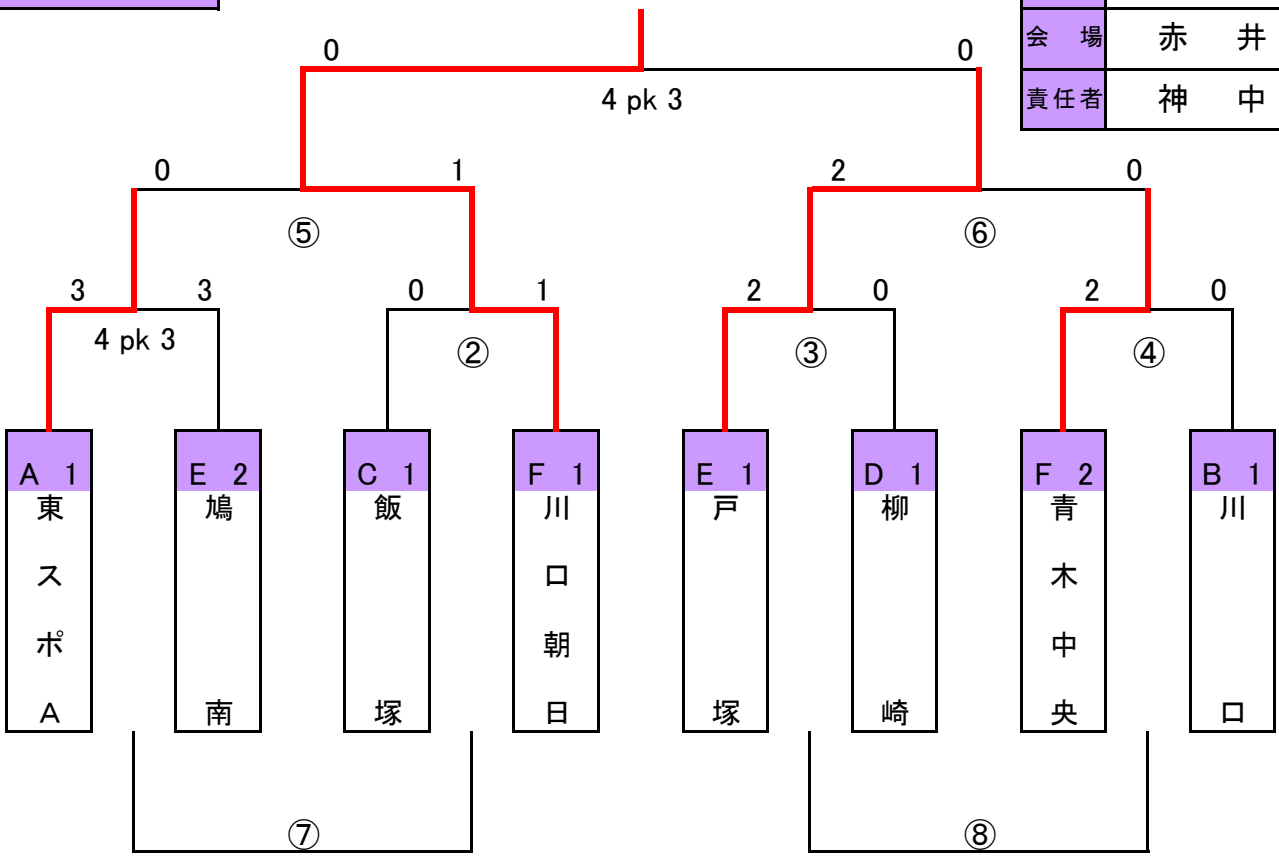 会 場 赤 井
責任者 神 中
0 0
4 pk 3
0 1 2 0
⑤ ⑥
3 3 0 1 2 0 2 0
4 pk 3 ② ③ ④
A 1 E 2 C 1 F 1 E 1 D 1 F 2 B 1
東スポA
鳩南
飯塚
川口朝日
戸塚
柳崎
青木中央
川口
⑦ ⑧